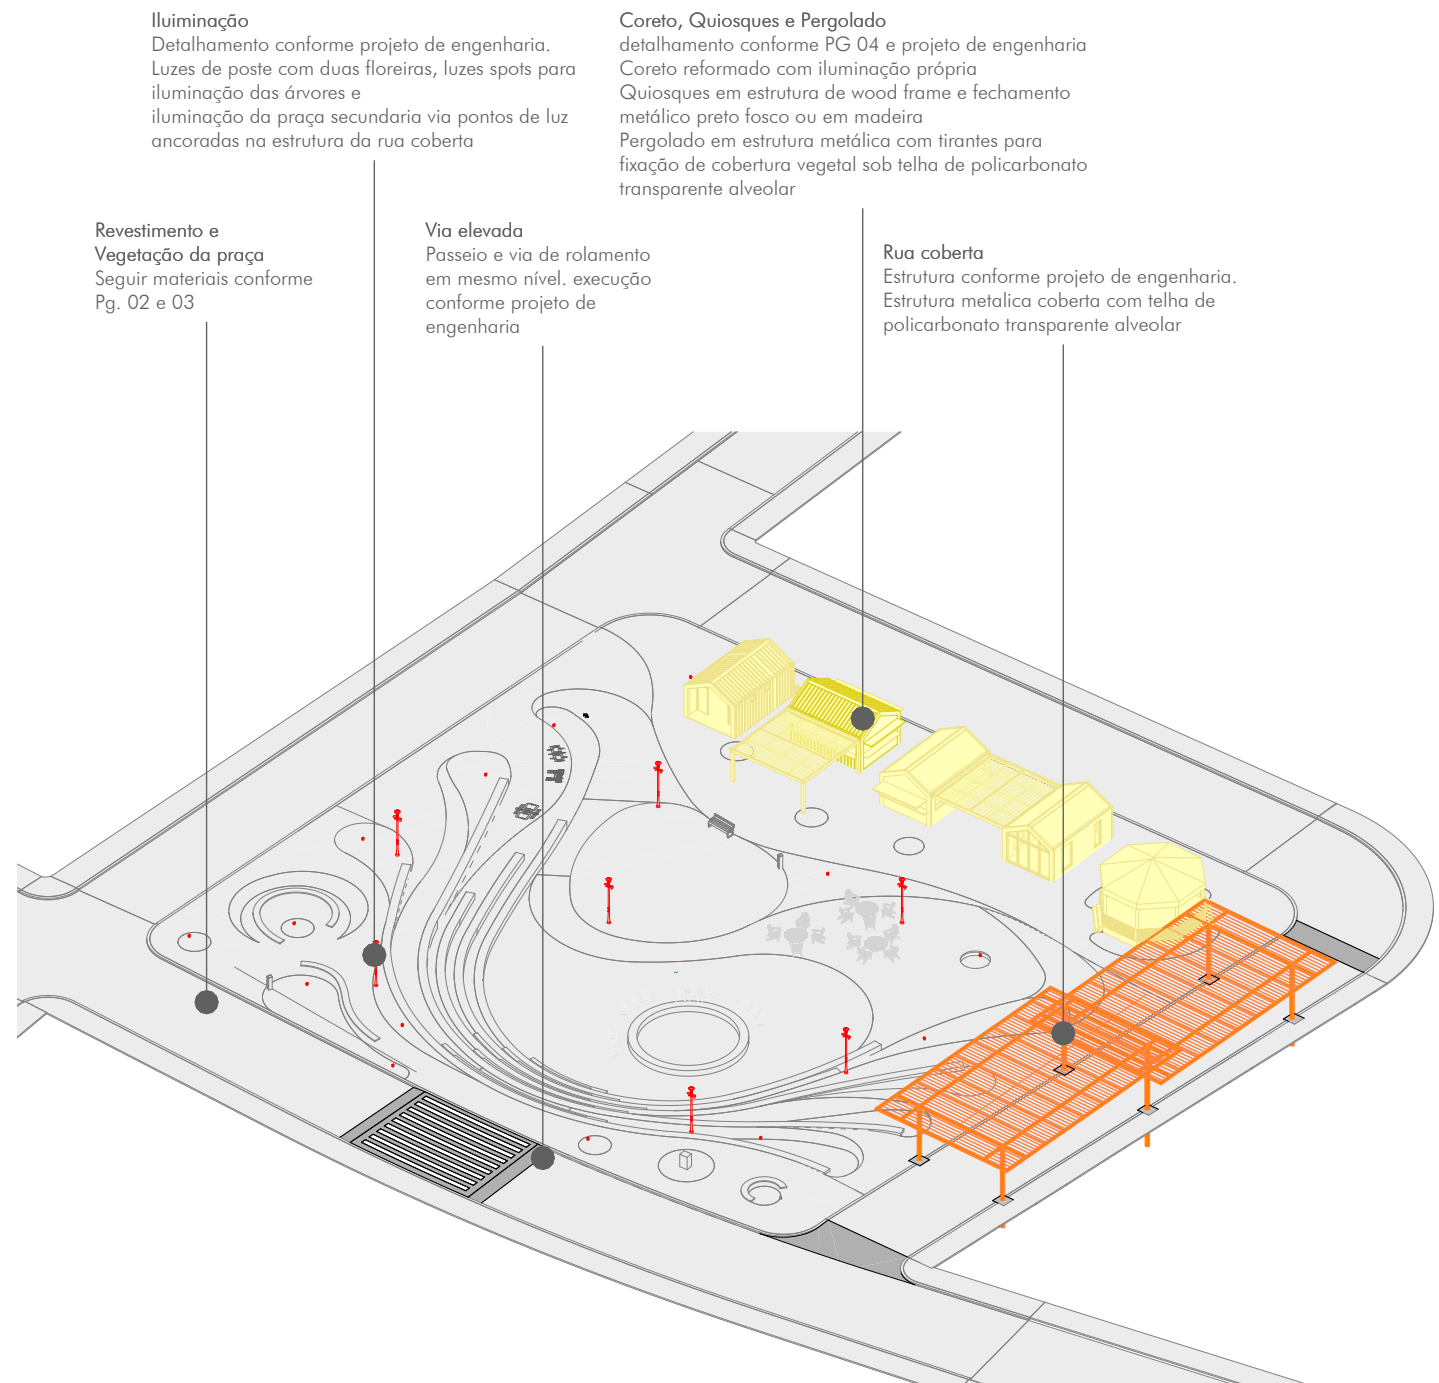 Iluiminação
Detalhamento conforme projeto de engenharia.
Luzes de poste com duas floreiras, luzes spots para
iluminação das árvores e
iluminação da praça secundaria via pontos de luz
ancoradas na estrutura da rua coberta
Coreto, Quiosques e Pergolado
detalhamento conforme PG 04 e projeto de engenharia
Coreto reformado com iluminação própria
Quiosques em estrutura de wood frame e fechamento
metálico preto fosco ou em madeira
Pergolado em estrutura metálica com tirantes para
fixação de cobertura vegetal sob telha de policarbonato
transparente alveolar
Revestimento e
Vegetação da praça
Seguir materiais conforme
Pg. 02 e 03
Via elevada
Passeio e via de rolamento
em mesmo nível. execução
conforme projeto de
engenharia
Rua coberta
Estrutura conforme projeto de engenharia.
Estrutura metalica coberta com telha de
policarbonato transparente alveolar